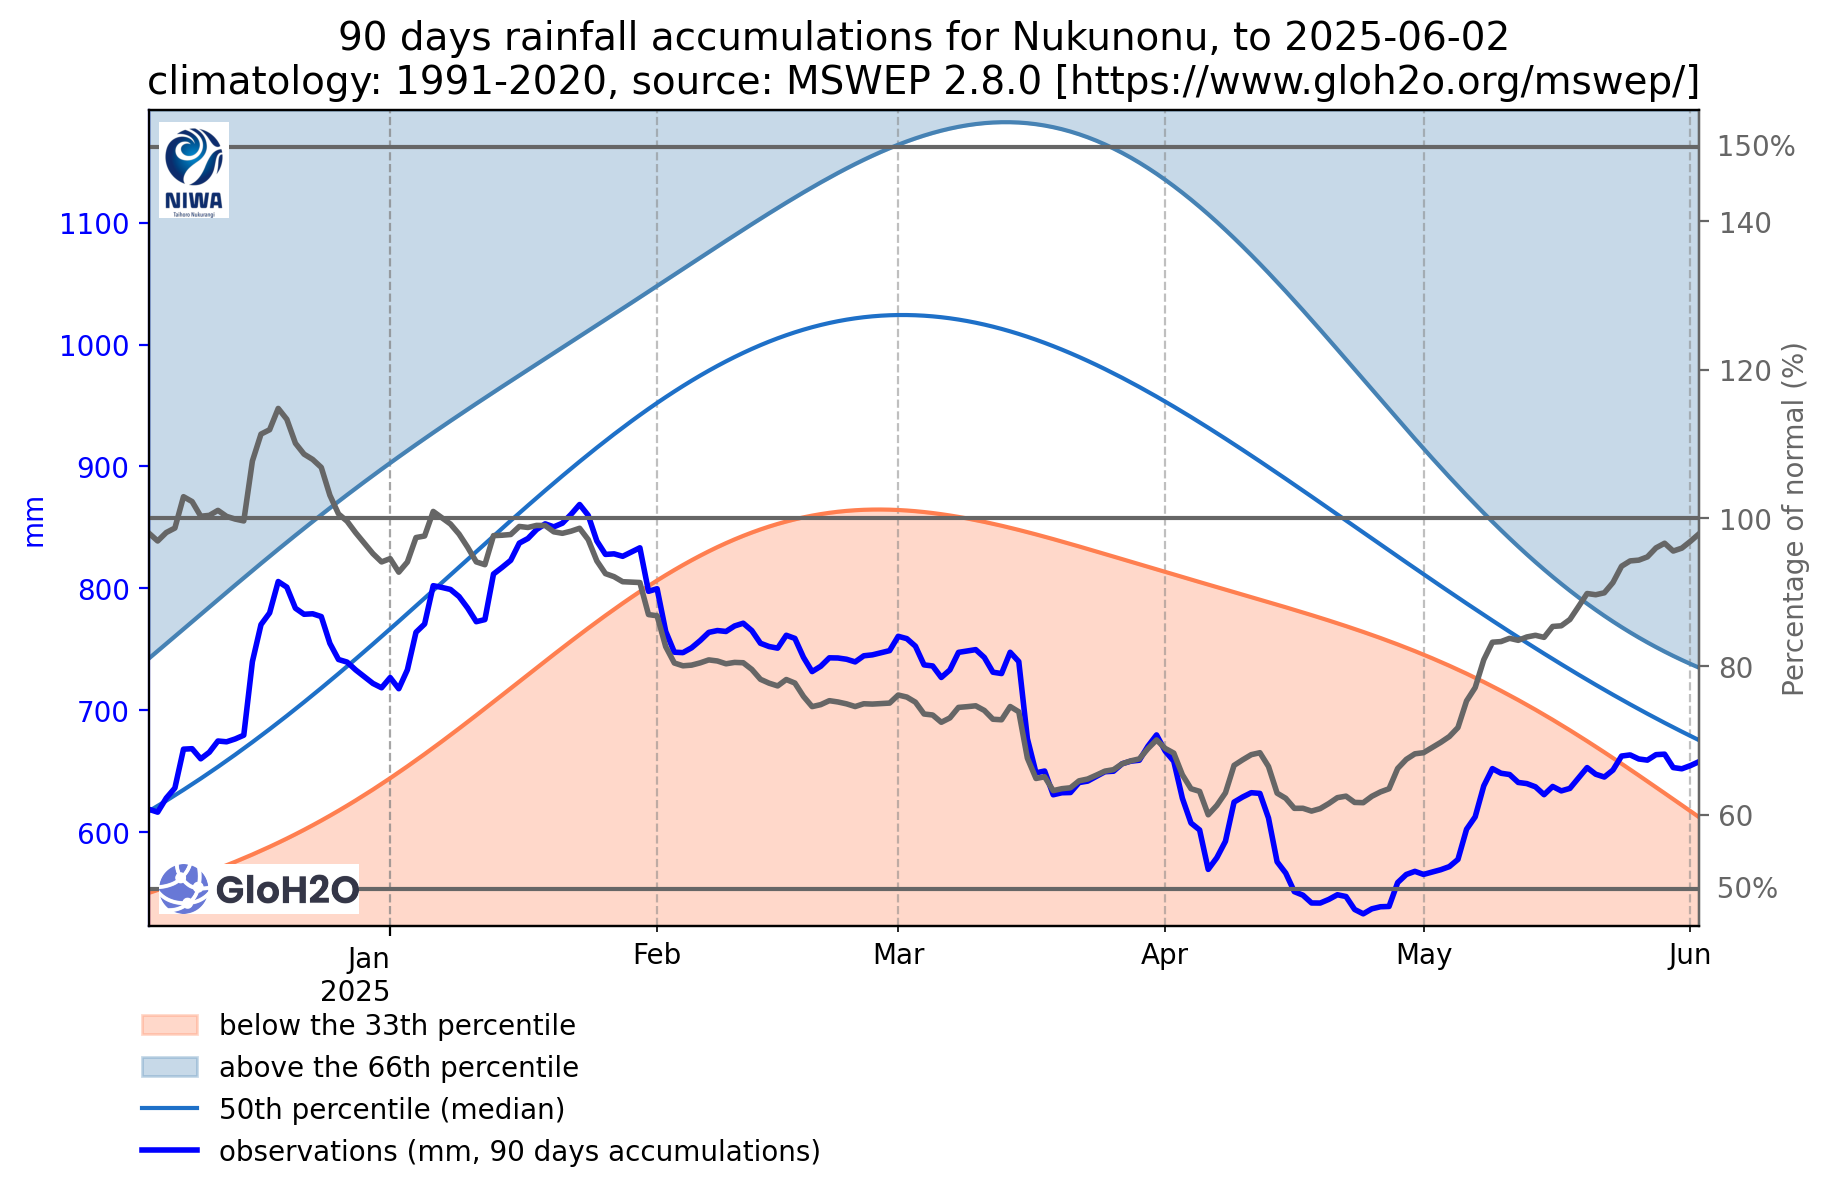 90 days rainfall accumulations for Nukunonu, to 2025-06-02
climatology: 1991-2020, source: MSWEP 2.8.0 [https://www.gloh2o.org/mswep/]
NIWA
Taihoro Nukurangi
1100
1000
900
800
700
600
mm
150%
140
120
100
80
60
50%
Percentage of normal (%)
GloH2O
Jan
2025
Feb
Mar
Apr
May
Jun
below the 33th percentile
above the 66th percentile
50th percentile (median)
observations (mm, 90 days accumulations)